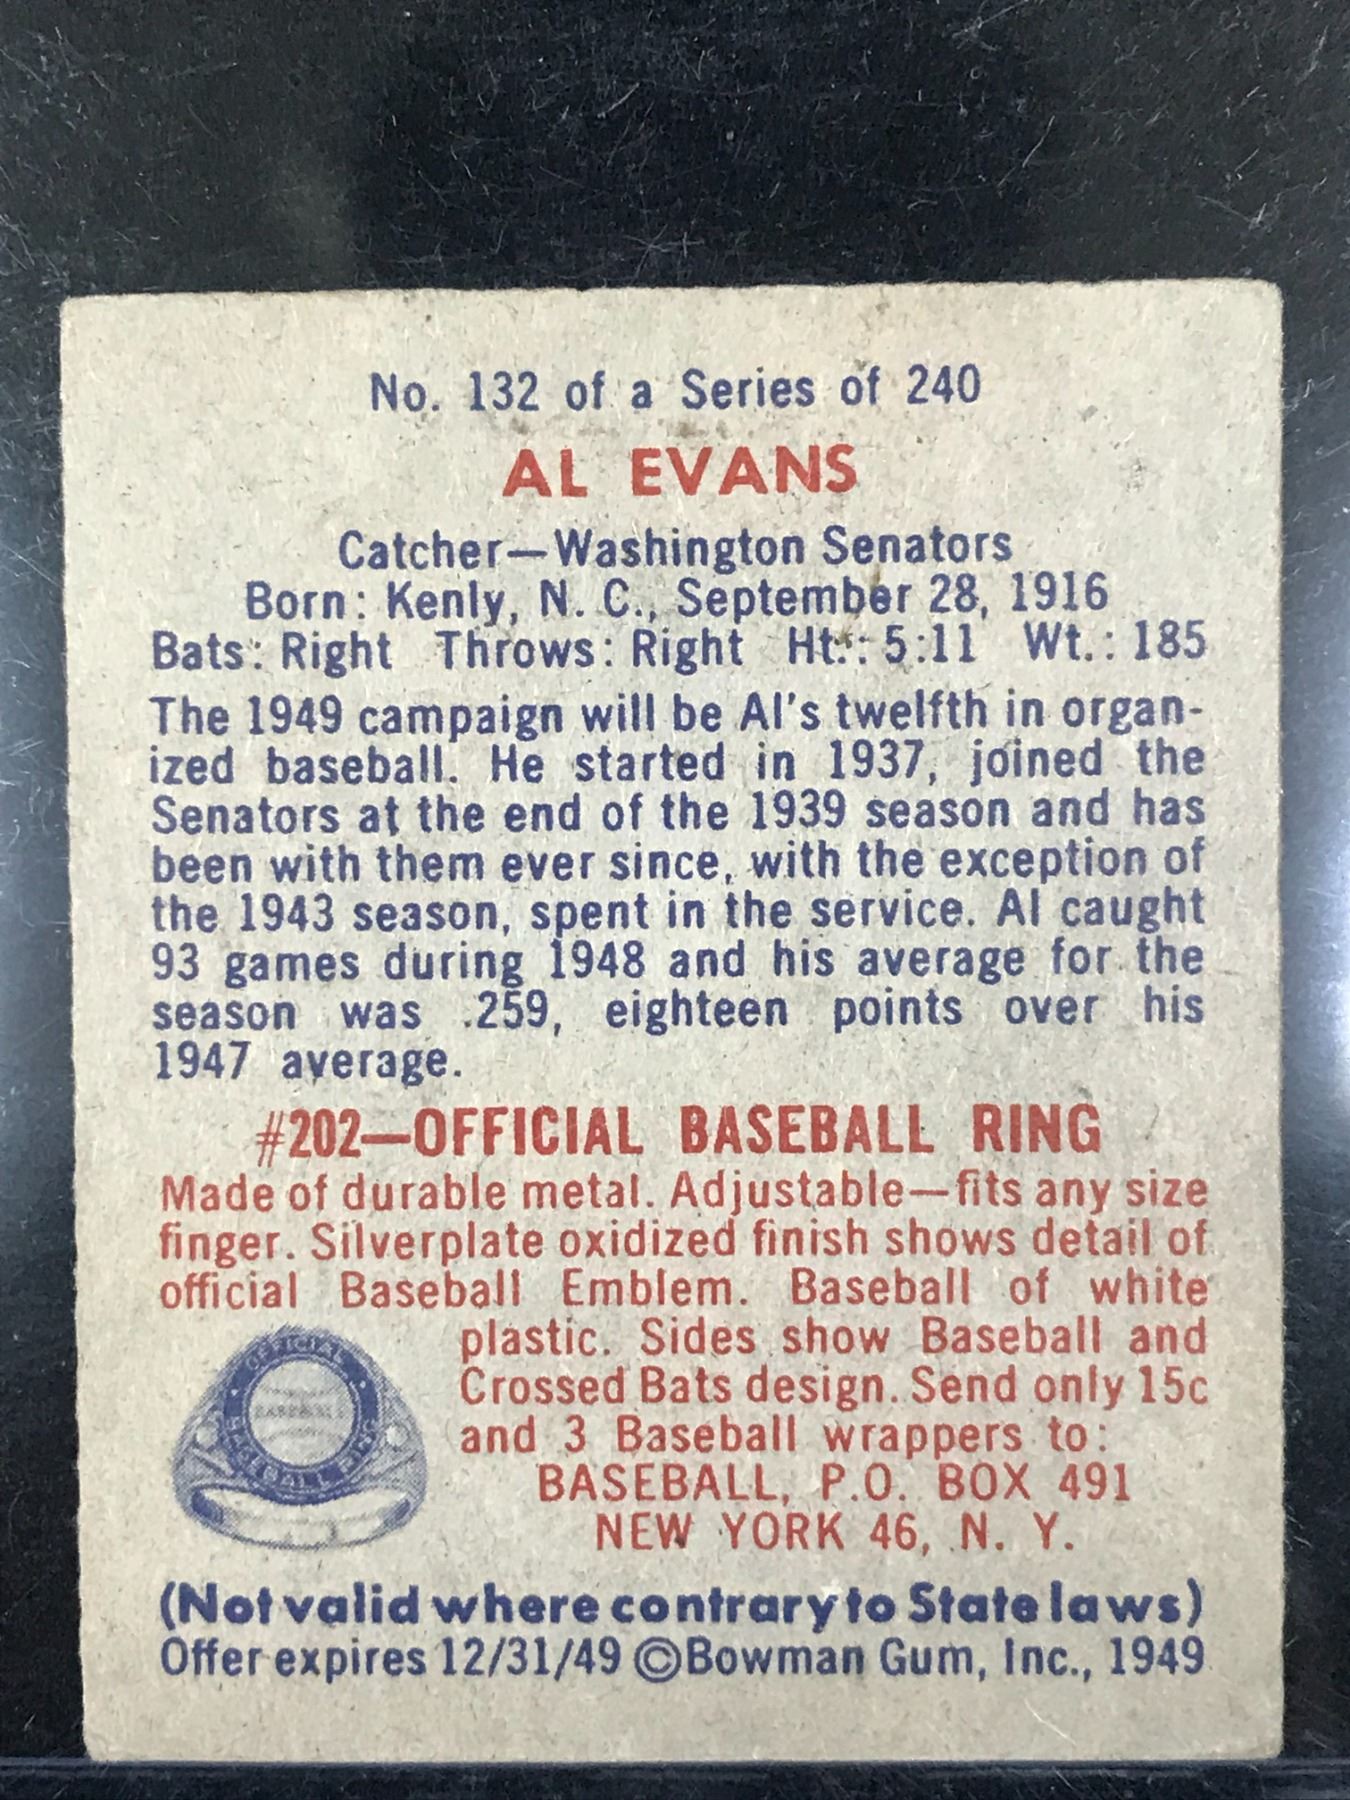 No. 132 of a Series of 240
AL EVANS
Catcher—Washington Senators
Born: Kenly, N. C., September 28, 1916
Bats: Right Throws: Right Ht.: 5:11 Wt.: 185
The 1949 campaign will be Al's twelfth in organ-
ized baseball. He started in 1937, joined the
Senators at the end of the 1939 season and has
been with them ever since, with the exception of
the 1943 season, spent in the service. Al caught
93 games during 1948 and his average for the
season was .259, eighteen points over his
1947 average.
#202—OFFICIAL BASEBALL RING
Made of durable metal. Adjustable—fits any size
finger. Silverplate oxidized finish shows detail of
official Baseball Emblem. Baseball of white
plastic. Sides show Baseball and
Crossed Bats design. Send only 15c
and 3 Baseball wrappers to:
BASEBALL, P.O. BOX 491
NEW YORK 46, N. Y.
OFFICIAL
BASEBALL
BASEBALL RING
(Not valid where contrary to State laws)
Offer expires 12/31/49 ©Bowman Gum, Inc., 1949